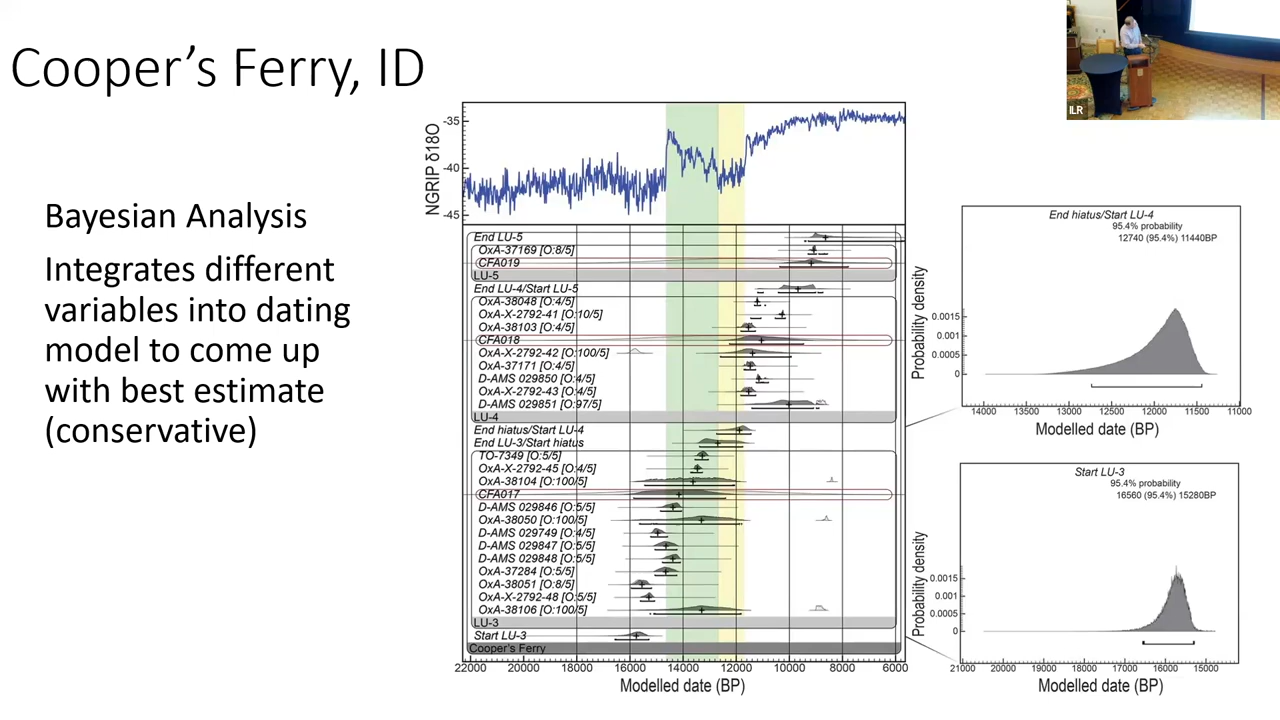 Cooper's Ferry, ID
ILR
Bayesian Analysis
Integrates different
variables into dating
model to come up
with best estimate
(conservative)
NGRIP δ18O
-35
-40
-45
End LU-5
OxA-37169 [O:8/5]
CFA019
LU-5
End LU-4/Start LU-5
OxA-38048 [O:4/5]
OxA-X-2792-41 [O:10/5]
OxA-38103 [O:4/5]
CFA018
OxA-X-2792-42 [O:100/5]
OxA-37171 [O:4/5]
D-AMS 029850 [O:4/5]
OxA-X-2792-43 [O:4/5]
D-AMS 029851 [O:97/5]
LU-4
End hiatus/Start LU-4
End LU-3/Start hiatus
TO-7349 [O:5/5]
OxA-X-2792-45 [O:4/5]
OxA-38104 [O:100/5]
CFA017
D-AMS 029846 [O:5/5]
OxA-38050 [O:100/5]
D-AMS 029749 [O:4/5]
D-AMS 029847 [O:5/5]
D-AMS 029848 [O:5/5]
OxA-37284 [O:5/5]
OxA-38051 [O:8/5]
OxA-X-2792-48 [O:5/5]
OxA-38106 [O:100/5]
LU-3
Start LU-3
Cooper's Ferry
22000 20000 18000 16000 14000 12000 10000 8000 6000
Modelled date (BP)
End hiatus/Start LU-4
95.4% probability
12740 (95.4%) 11440BP
Probability density
0.0015
0.001
0.0005
0
14000 13500 13000 12500 12000 11500 11000
Modelled date (BP)
Start LU-3
95.4% probability
16560 (95.4%) 15280BP
Probability density
0.0015
0.001
0.0005
0
21000 20000 19000 18000 17000 16000 15000
Modelled date (BP)